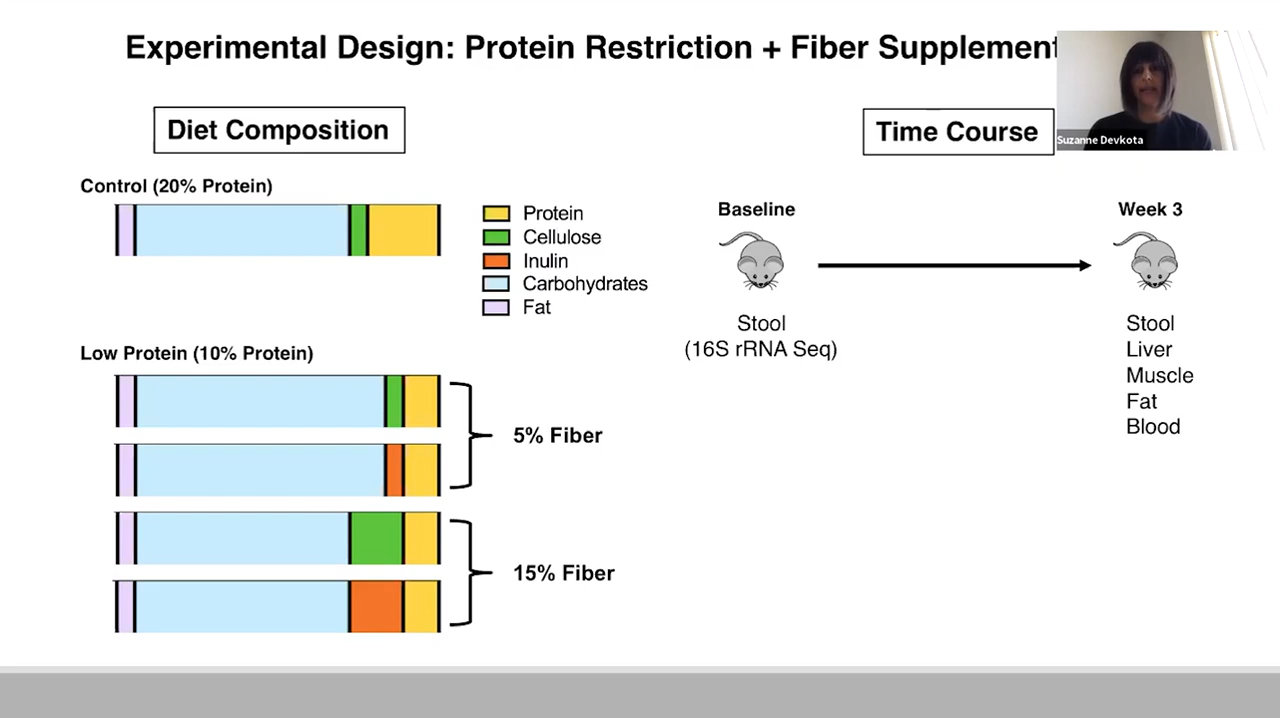 Experimental Design: Protein Restriction + Fiber Supplement
Suzanne Devkota
Diet Composition
Control (20% Protein)
Protein
Cellulose
Inulin
Carbohydrates
Fat
Low Protein (10% Protein)
5% Fiber
15% Fiber
Time Course
Baseline
Stool
(16S rRNA Seq)
Week 3
Stool
Liver
Muscle
Fat
Blood